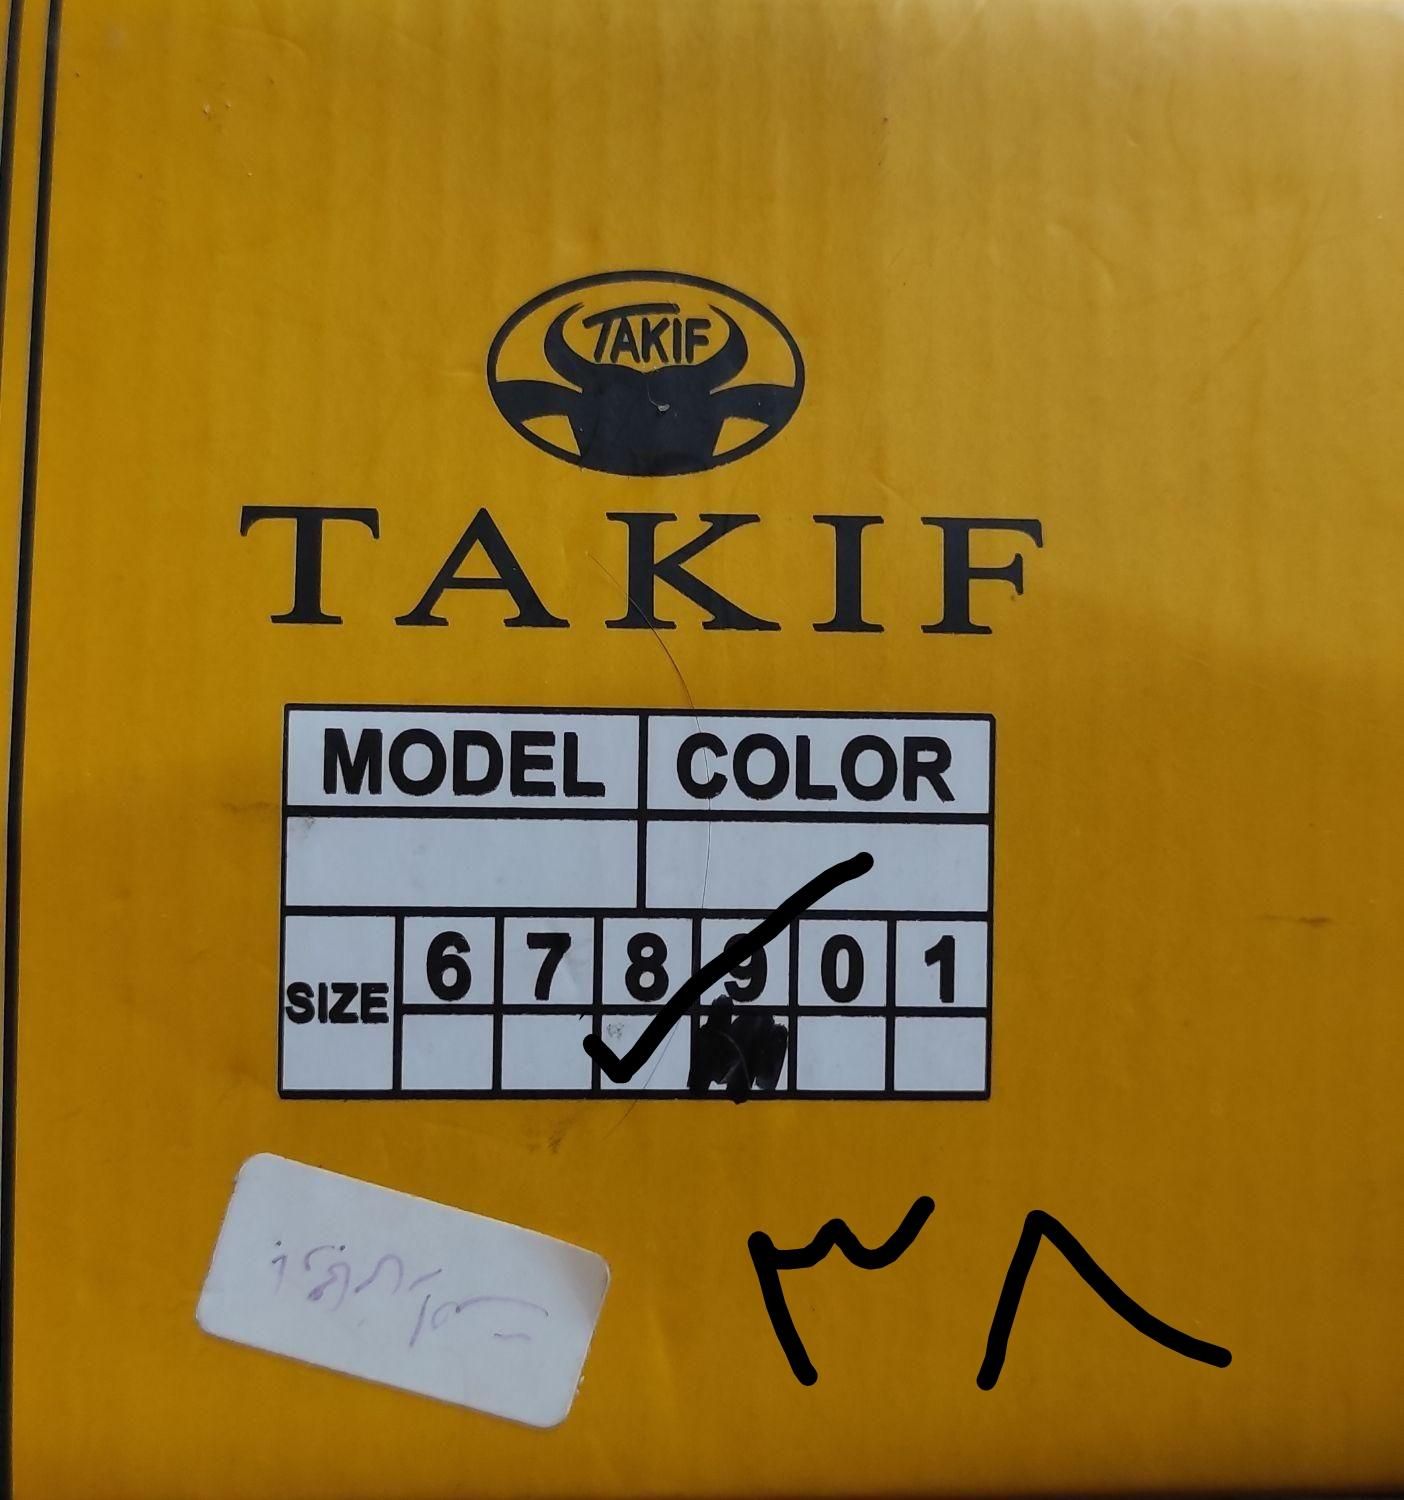 TAKIF
TAKIF
MODEL COLOR
SIZE 6 7 8 9 0 1
۳۸